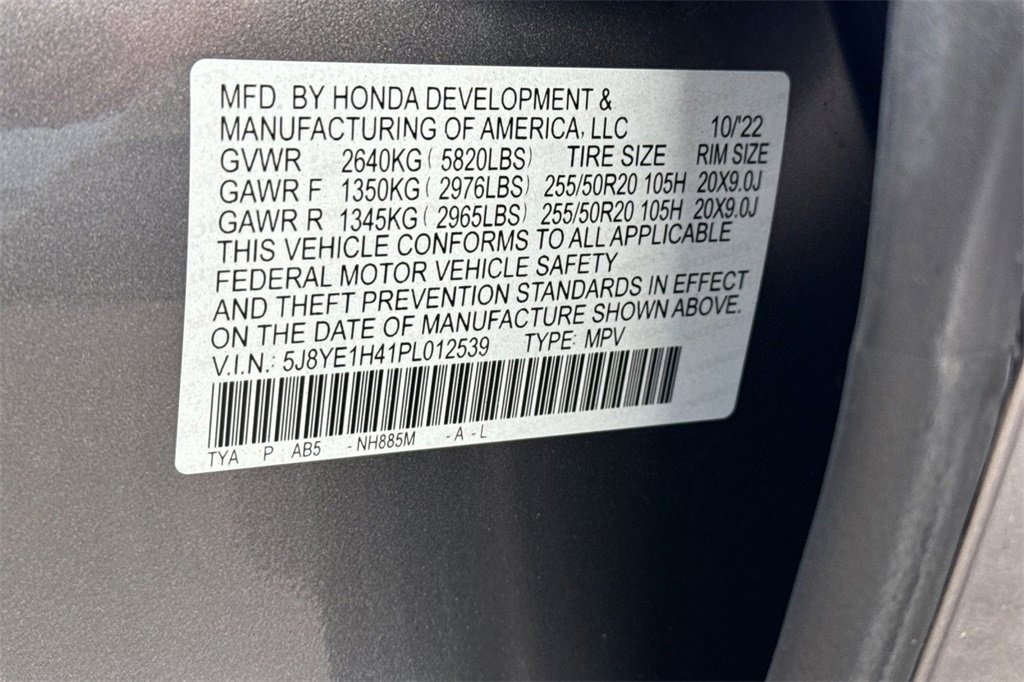 MFD. BY HONDA DEVELOPMENT &
MANUFACTURING OF AMERICA, LLC 10/'22
GVWR 2640KG ( 5820LBS) TIRE SIZE RIM SIZE
GAWR F 1350KG ( 2976LBS) 255/50R20 105H 20X9.0J
GAWR R 1345KG ( 2965LBS) 255/50R20 105H 20X9.0J
THIS VEHICLE CONFORMS TO ALL APPLICABLE
FEDERAL MOTOR VEHICLE SAFETY
AND THEFT PREVENTION STANDARDS IN EFFECT
ON THE DATE OF MANUFACTURE SHOWN ABOVE.
V.I.N.: 5J8YE1H41PL012539 TYPE: MPV
TYA P AB5 -NH885M -A -L